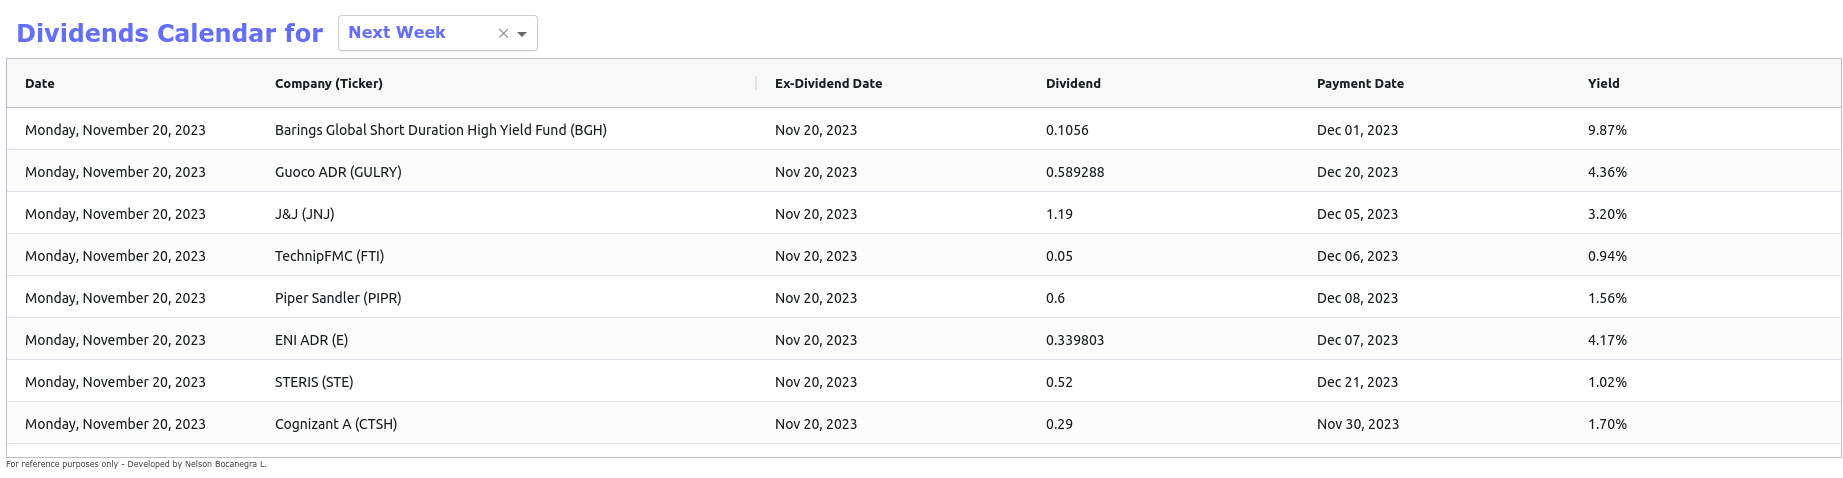 Dividends Calendar for Next Week
Date Company (Ticker) Ex-Dividend Date Dividend Payment Date Yield
Monday, November 20, 2023 Barings Global Short Duration High Yield Fund (BGH) Nov 20, 2023 0.1056 Dec 01, 2023 9.87%
Monday, November 20, 2023 Guoco ADR (GULRY) Nov 20, 2023 0.589288 Dec 20, 2023 4.36%
Monday, November 20, 2023 J&J (JNJ) Nov 20, 2023 1.19 Dec 05, 2023 3.20%
Monday, November 20, 2023 TechnipFMC (FTI) Nov 20, 2023 0.05 Dec 06, 2023 0.94%
Monday, November 20, 2023 Piper Sandler (PIPR) Nov 20, 2023 0.6 Dec 08, 2023 1.56%
Monday, November 20, 2023 ENI ADR (E) Nov 20, 2023 0.339803 Dec 07, 2023 4.17%
Monday, November 20, 2023 STERIS (STE) Nov 20, 2023 0.52 Dec 21, 2023 1.02%
Monday, November 20, 2023 Cognizant A (CTSH) Nov 20, 2023 0.29 Nov 30, 2023 1.70%
For reference purposes only - Developed by Nelson Bocanegra L.